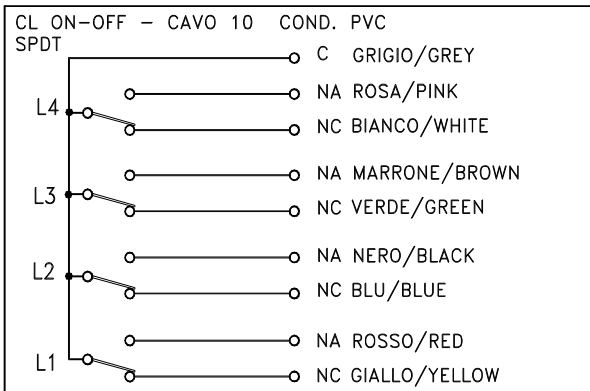 CL ON-OFF - CAVO 10 COND. PVC
SPDT
C GRIGIO/GREY
L4
NA ROSA/PINK
NC BIANCO/WHITE
L3
NA MARRONE/BROWN
NC VERDE/GREEN
L2
NA NERO/BLACK
NC BLU/BLUE
L1
NA ROSSO/RED
NC GIALLO/YELLOW